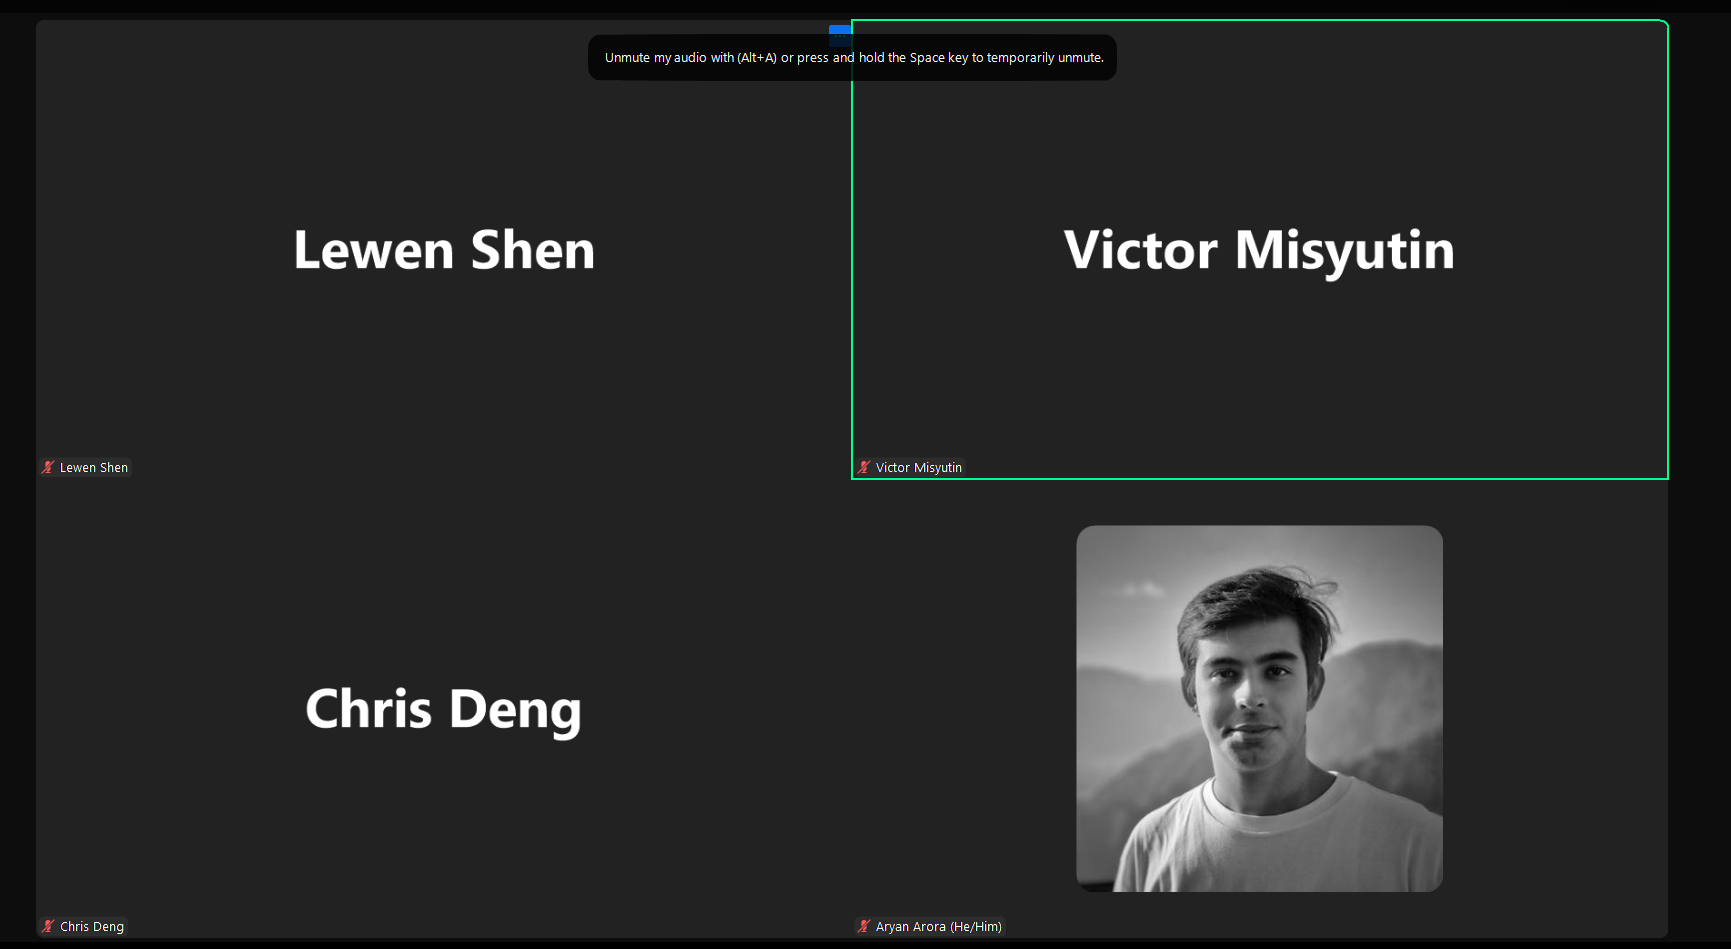 Unmute my audio with (Alt+A) or press and hold the Space key to temporarily unmute.
Lewen Shen
Victor Misyutin
Lewen Shen
Victor Misyutin
Chris Deng
Chris Deng
Aryan Arora (He/Him)